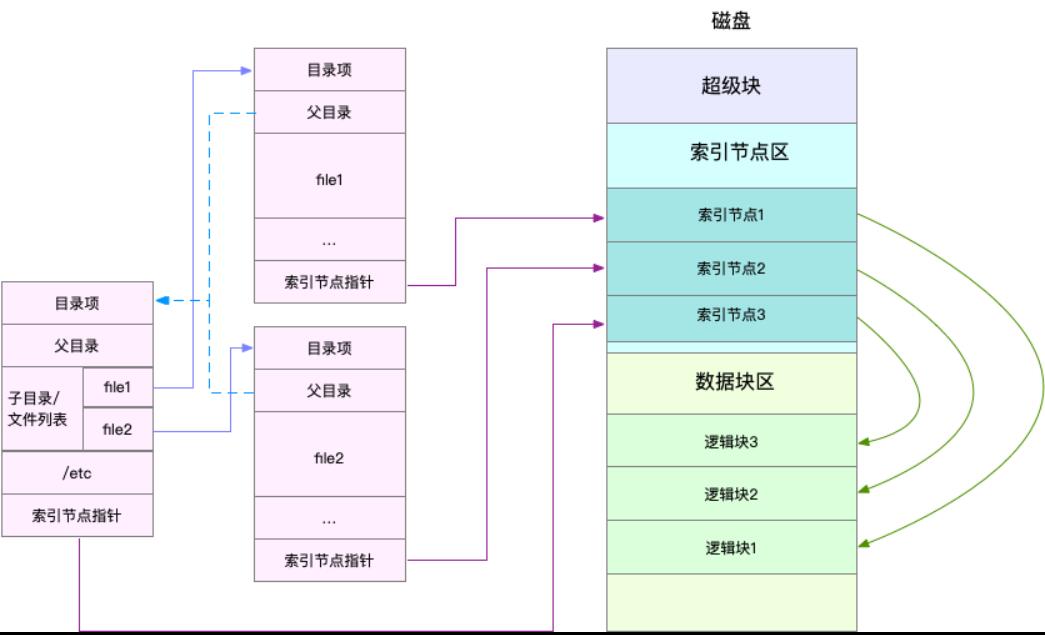 磁盘
目录项
父目录
file1
...
索引节点指针
目录项
父目录
file2
...
索引节点指针
目录项
父目录
子目录/
文件列表
file1
file2
/etc
索引节点指针
超级块
索引节点区
索引节点1
索引节点2
索引节点3
数据块区
逻辑块3
逻辑块2
逻辑块1